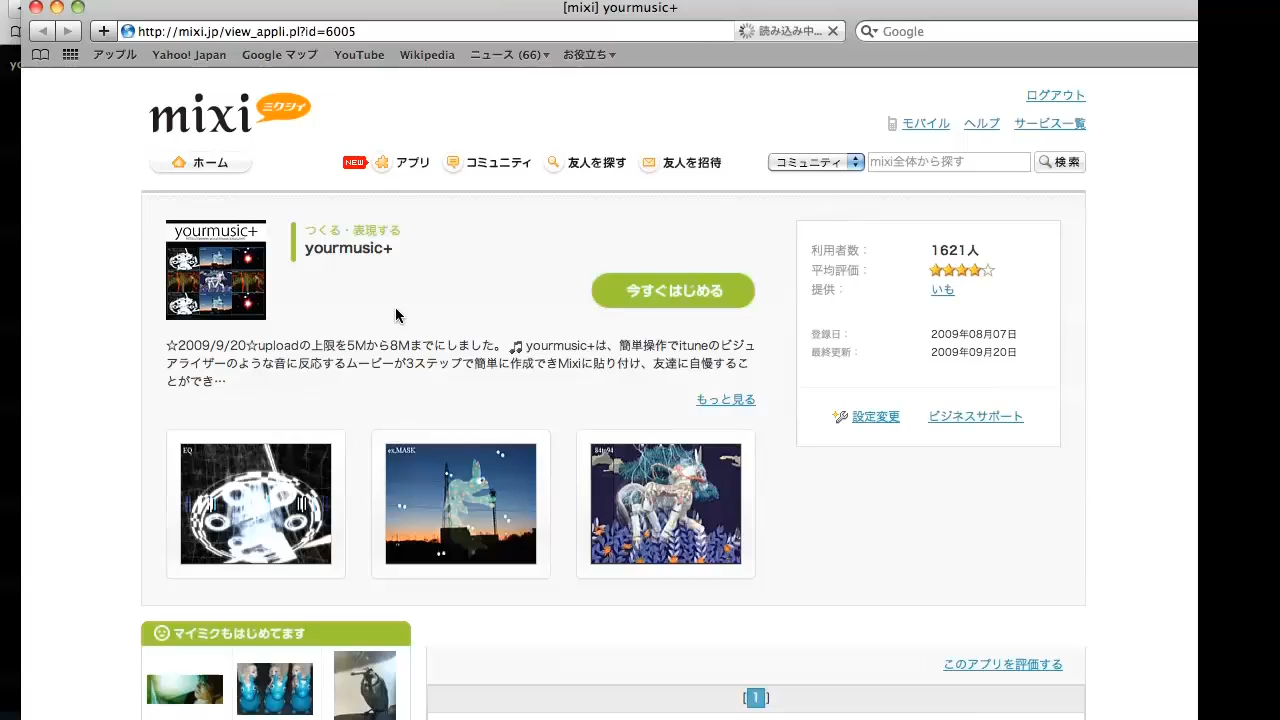 [mixi] yourmusic+
http://mixi.jp/view_appli.pl?id=6005
読み込み中...
Google
アップル Yahoo! Japan Google マップ YouTube Wikipedia ニュース (66)▾ お役立ち▾
mixi ミクシィ
ログアウト
モバイル ヘルプ サービス一覧
ホーム
NEW アプリ コミュニティ 友人を探す 友人を招待
コミュニティ mixi全体から探す 検索
yourmusic+
つくる・表現する
yourmusic+
今すぐはじめる
☆2009/9/20☆uploadの上限を5Mから8Mまでにしました。 yourmusic+は、簡単操作でituneのビジュ
アライザーのような音に反応するムービーが3ステップで簡単に作成できMixiに貼り付け、友達に自慢するこ
とができ…
もっと見る
利用者数： 1621人
平均評価： ★★★★☆
提供： いも
登録日： 2009年08月07日
最終更新： 2009年09月20日
設定変更 ビジネスサポート
EQ
ex.MASK
マイミクもはじめてます
このアプリを評価する
[1]